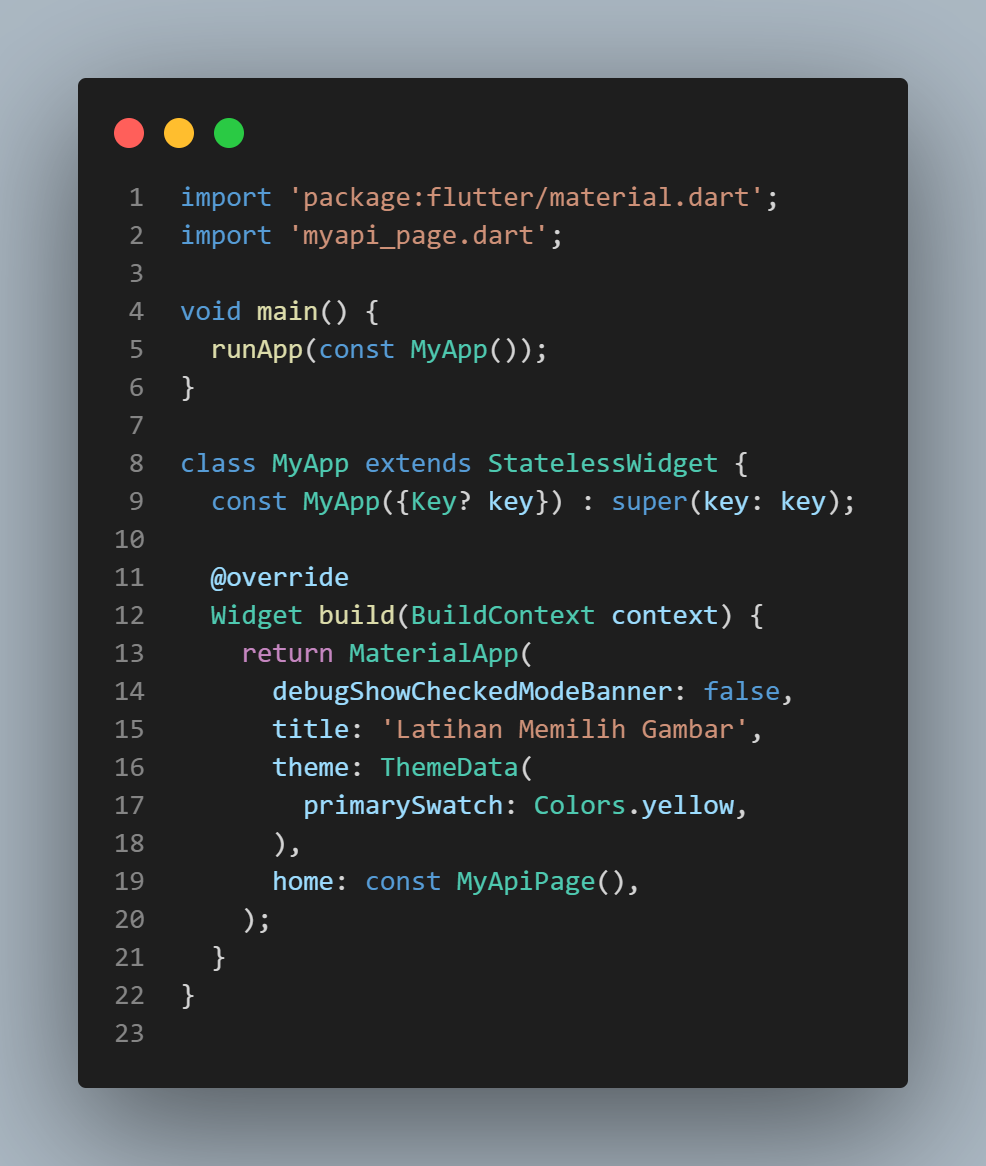 1 import 'package:flutter/material.dart';
2 import 'myapi_page.dart';
3
4 void main() {
5   runApp(const MyApp());
6 }
7
8 class MyApp extends StatelessWidget {
9   const MyApp({Key? key}) : super(key: key);
10
11   @override
12   Widget build(BuildContext context) {
13     return MaterialApp(
14       debugShowCheckedModeBanner: false,
15       title: 'Latihan Memilih Gambar',
16       theme: ThemeData(
17         primarySwatch: Colors.yellow,
18       ),
19       home: const MyApiPage(),
20     );
21   }
22 }
23